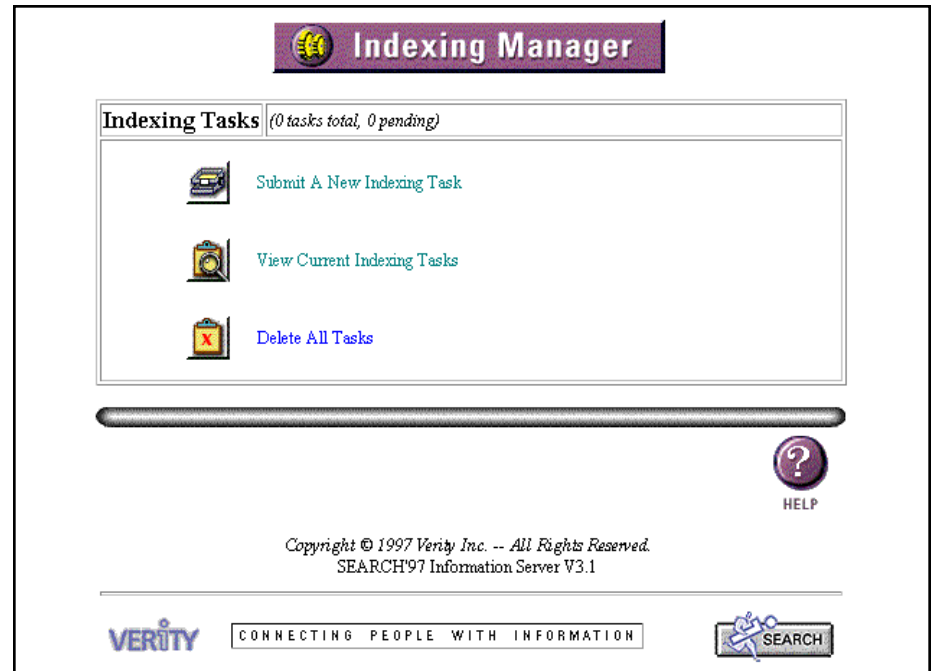 Indexing Manager
Indexing Tasks (0 tasks total, 0 pending)
Submit A New Indexing Task
View Current Indexing Tasks
X
Delete All Tasks
?
HELP
Copyright © 1997 Verity Inc. -- All Rights Reserved.
SEARCH'97 Information Server V3.1
VERITY CONNECTING PEOPLE WITH INFORMATION SEARCH